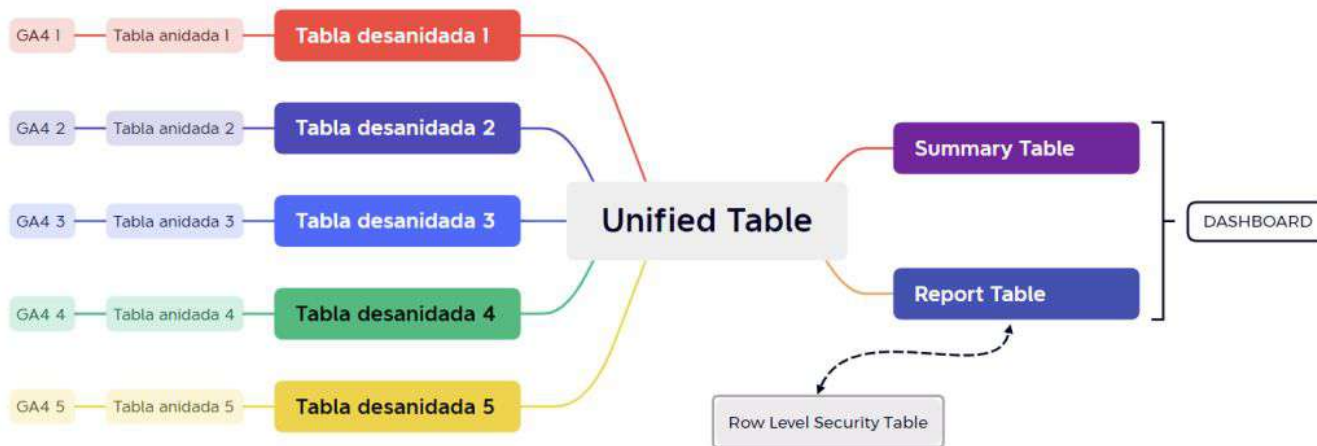 GA4 1
Tabla anidada 1
Tabla desanidada 1
GA4 2
Tabla anidada 2
Tabla desanidada 2
GA4 3
Tabla anidada 3
Tabla desanidada 3
GA4 4
Tabla anidada 4
Tabla desanidada 4
GA4 5
Tabla anidada 5
Tabla desanidada 5
Unified Table
Summary Table
Report Table
DASHBOARD
Row Level Security Table